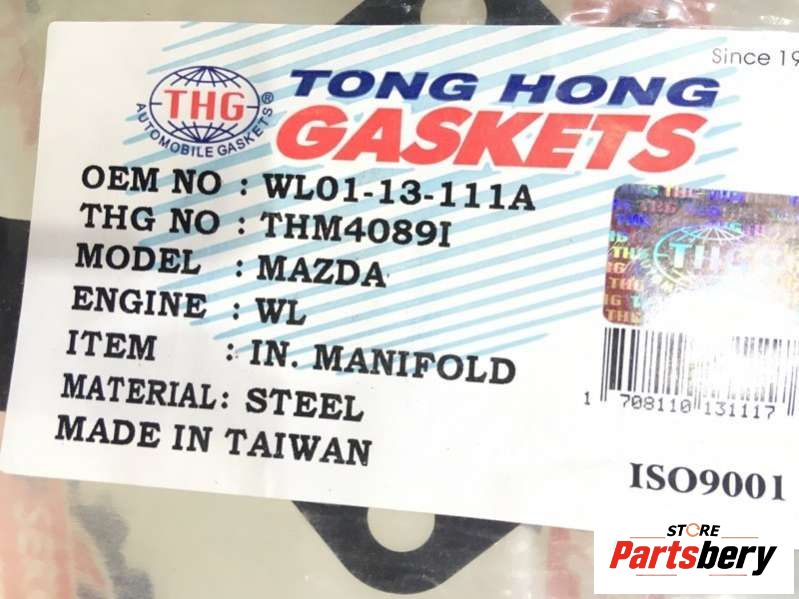 Since 19
THG
AUTOMOBILE GASKETS®
TONG HONG
GASKETS
OEM NO : WL01-13-111A
THG NO : THM4089I
MODEL : MAZDA
ENGINE : WL
ITEM : IN. MANIFOLD
MATERIAL: STEEL
MADE IN TAIWAN
THG
1 708110 131117
ISO9001
STORE
Partsbery